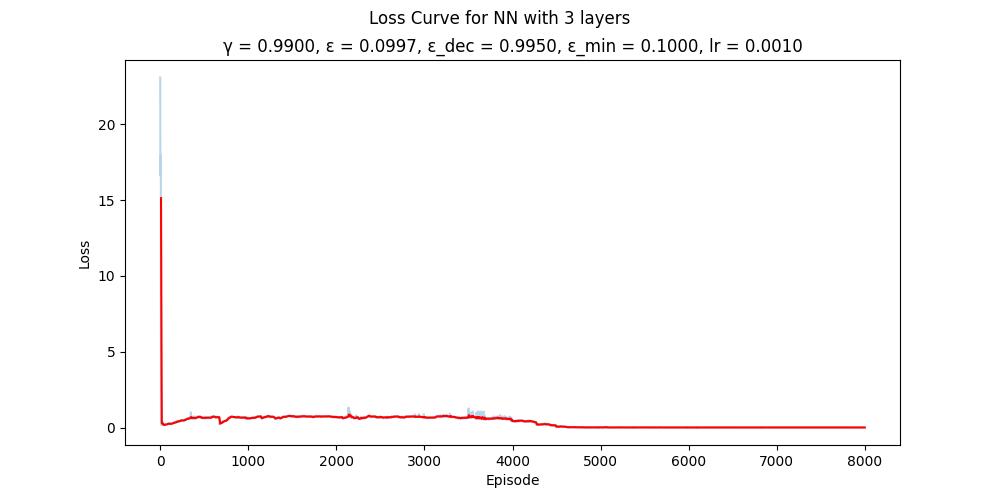 Loss Curve for NN with 3 layers
γ = 0.9900, ε = 0.0997, ε_dec = 0.9950, ε_min = 0.1000, lr = 0.0010
20
15
10
5
0
Loss
0 1000 2000 3000 4000 5000 6000 7000 8000
Episode